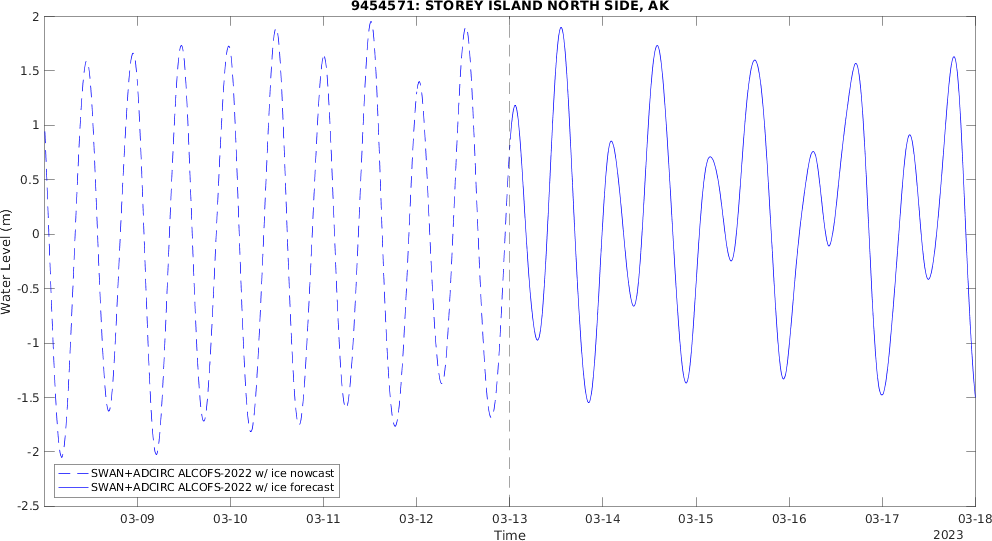 9454571: STOREY ISLAND NORTH SIDE, AK
2
1.5
1
0.5
0
-0.5
-1
-1.5
-2
-2.5
Water Level (m)
SWAN+ADCIRC ALCOFS-2022 w/ ice nowcast
SWAN+ADCIRC ALCOFS-2022 w/ ice forecast
03-09 03-10 03-11 03-12 03-13 03-14 03-15 03-16 03-17 03-18
Time
2023